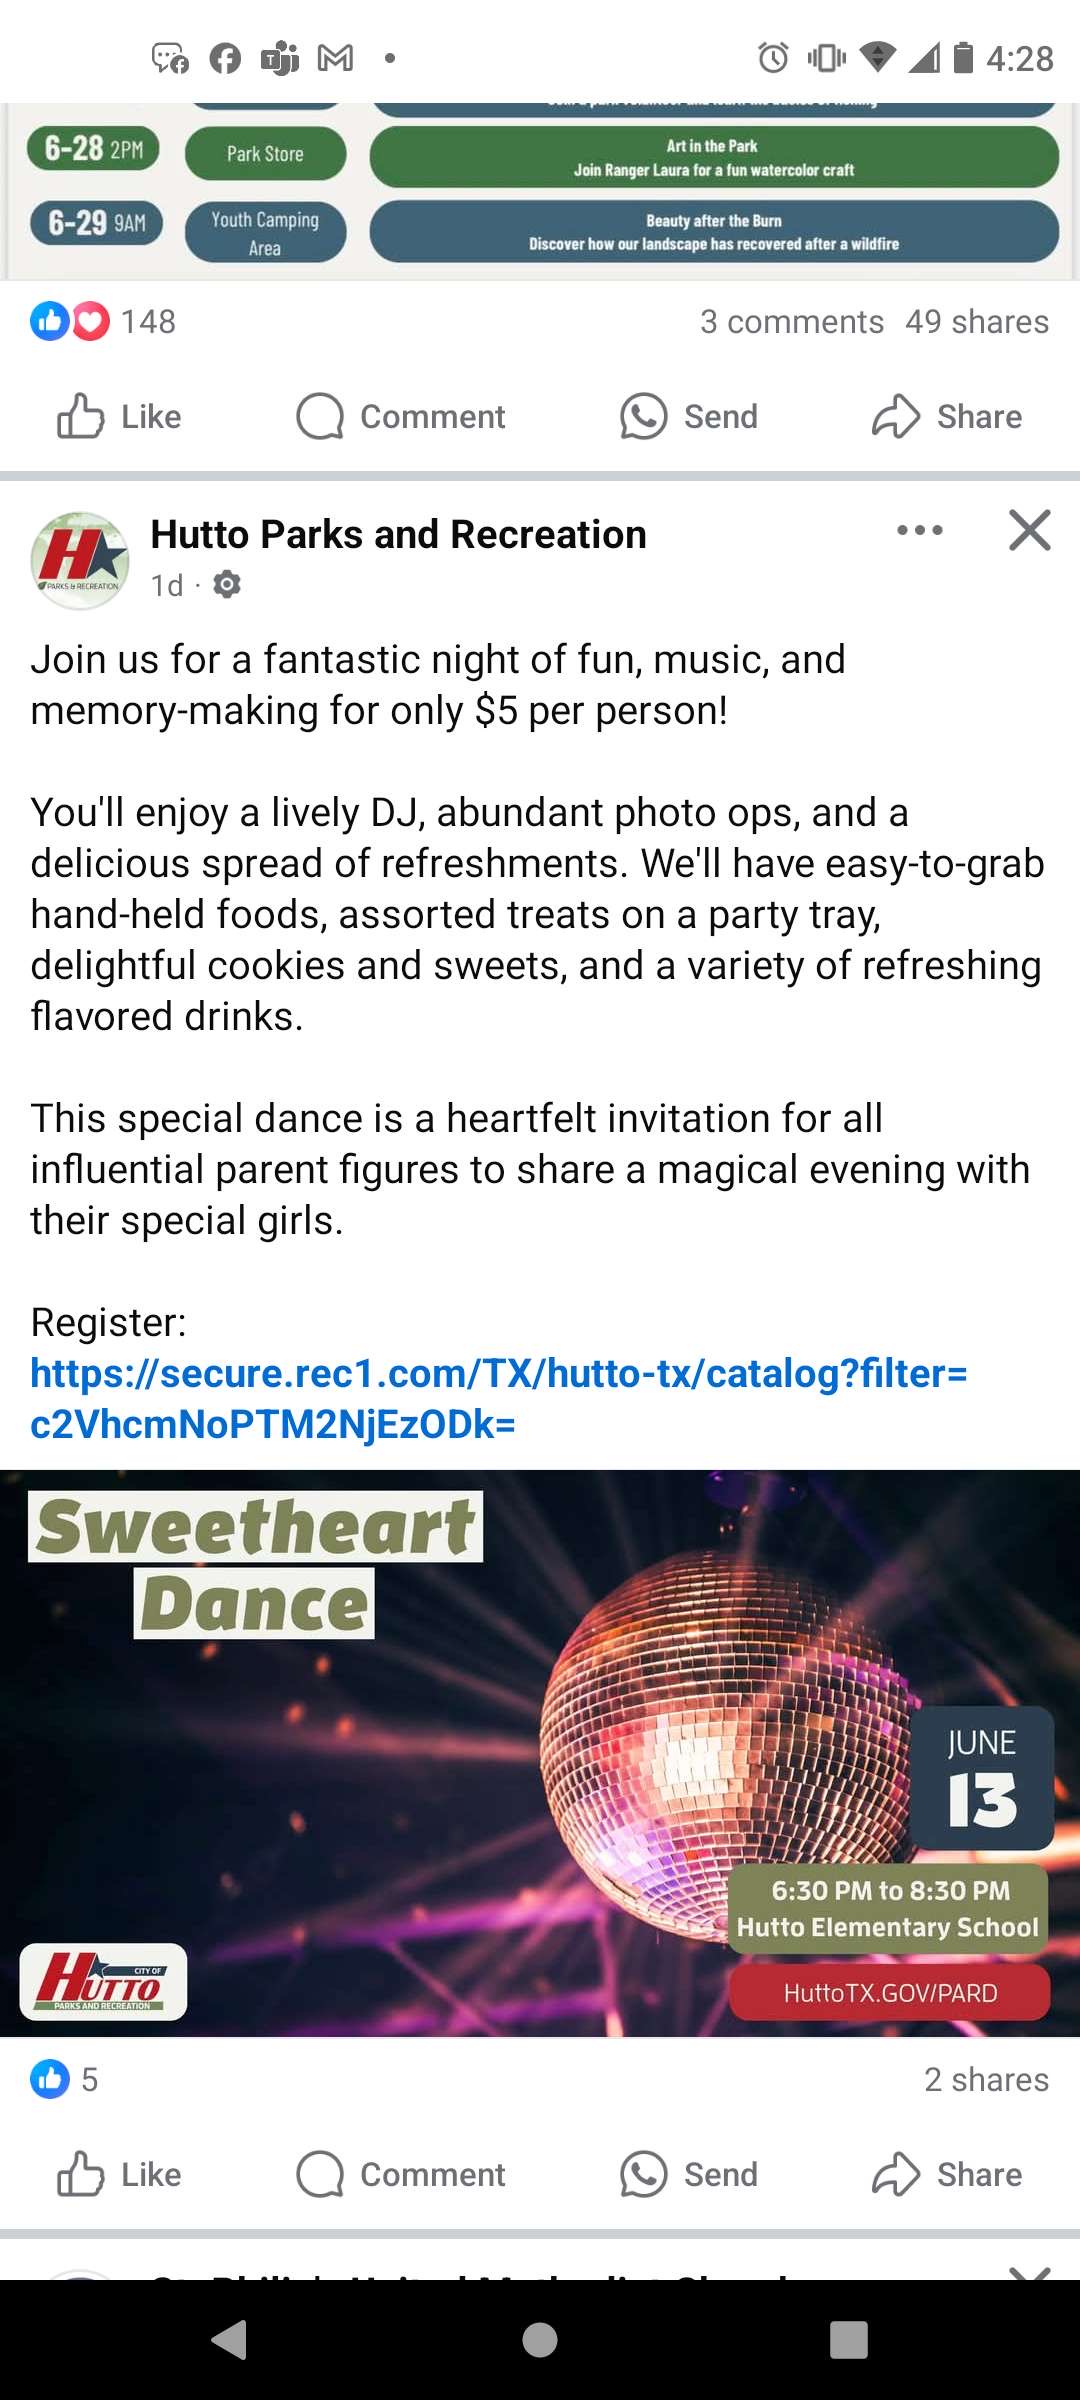 4:28
6-28 2PM
Park Store
Art in the Park
Join Ranger Laura for a fun watercolor craft
6-29 9AM
Youth Camping
Area
Beauty after the Burn
Discover how our landscape has recovered after a wildfire
148
3 comments 49 shares
Like Comment Send Share
H
PARKS & RECREATION
Hutto Parks and Recreation
1d ·
Join us for a fantastic night of fun, music, and
memory-making for only $5 per person!
You'll enjoy a lively DJ, abundant photo ops, and a
delicious spread of refreshments. We'll have easy-to-grab
hand-held foods, assorted treats on a party tray,
delightful cookies and sweets, and a variety of refreshing
flavored drinks.
This special dance is a heartfelt invitation for all
influential parent figures to share a magical evening with
their special girls.
Register:
https://secure.rec1.com/TX/hutto-tx/catalog?filter=
c2VhcmNoPTM2NjEzODk=
Sweetheart
Dance
JUNE
13
6:30 PM to 8:30 PM
Hutto Elementary School
HuttoTX.GOV/PARD
CITY OF
HUTTO
PARKS AND RECREATION
5
2 shares
Like Comment Send Share